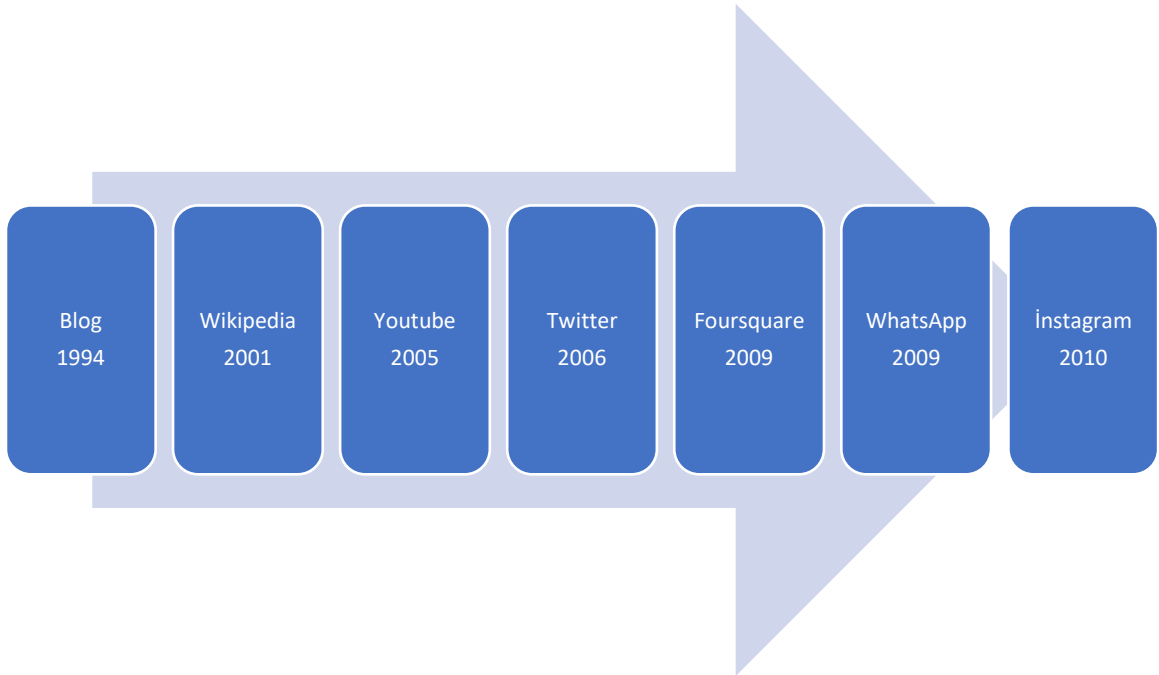 Blog
1994
Wikipedia
2001
Youtube
2005
Twitter
2006
Foursquare
2009
WhatsApp
2009
İnstagram
2010